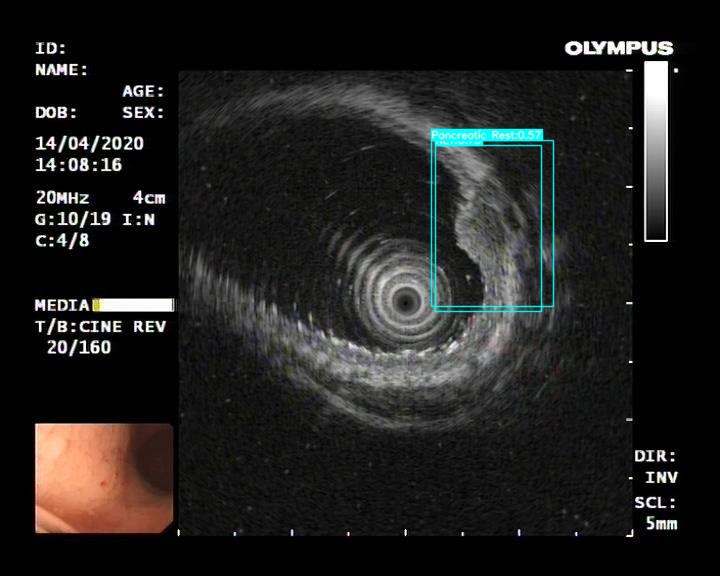 ID:
NAME:
AGE:
DOB: SEX:
14/04/2020
14:08:16
20MHz 4cm
G:10/19 I:N
C:4/8
MEDIA
T/B:CINE REV
20/160
OLYMPUS
Pancreatic Rest:0.57
DIR:
INV
SCL:
5mm